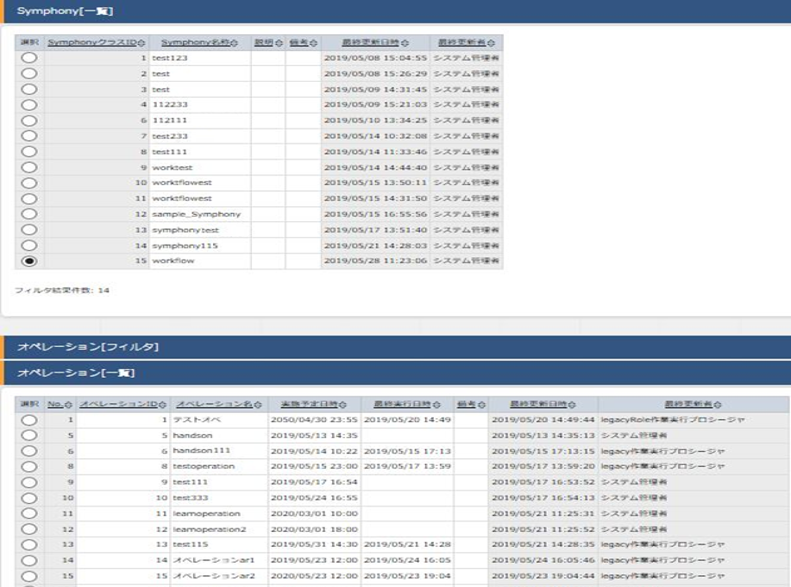 Symphony[一覧]
選択 SymphonyクラスID Symphony名称 説明 備考 最終更新日時 最終更新者
1 test123 2019/05/08 15:04:55 システム管理者
2 test 2019/05/08 15:26:29 システム管理者
3 test 2019/05/09 14:31:45 システム管理者
4 112233 2019/05/09 15:21:03 システム管理者
6 112111 2019/05/10 13:34:25 システム管理者
7 test233 2019/05/14 10:32:08 システム管理者
8 test111 2019/05/14 11:33:46 システム管理者
9 worktest 2019/05/14 14:44:40 システム管理者
10 workflowest 2019/05/15 13:50:11 システム管理者
11 workflowest 2019/05/15 14:31:50 システム管理者
12 sample_Symphony 2019/05/15 16:55:56 システム管理者
13 symphonytest 2019/05/17 13:51:40 システム管理者
14 symphony115 2019/05/21 14:28:03 システム管理者
15 workflow 2019/05/28 11:23:06 システム管理者
フィルタ結果件数: 14
オペレーション[フィルタ]
オペレーション[一覧]
選択 No. オペレーションID オペレーション名 実施予定日時 最終実行日時 備考 最終更新日時 最終更新者
1 1 テストオペ 2050/04/30 23:55 2019/05/20 14:49 2019/05/20 14:49:44 legacyRole作業実行プロシージャ
5 5 handson 2019/05/13 14:35 2019/05/13 14:35:13 システム管理者
6 6 handson111 2019/05/14 10:22 2019/05/15 17:13 2019/05/15 17:13:15 legacy作業実行プロシージャ
8 8 testoperation 2019/05/15 23:00 2019/05/17 13:59 2019/05/17 13:59:20 legacy作業実行プロシージャ
9 9 test111 2019/05/17 16:54 2019/05/17 16:53:52 システム管理者
10 10 test333 2019/05/24 16:55 2019/05/17 16:54:13 システム管理者
11 11 learnoperation 2020/03/01 10:00 2019/05/21 11:25:31 システム管理者
12 12 learnoperation2 2020/03/01 18:00 2019/05/21 11:25:52 システム管理者
13 13 test115 2019/05/31 14:30 2019/05/21 14:28 2019/05/21 14:28:35 legacy作業実行プロシージャ
14 14 オペレーションar1 2019/05/23 12:00 2019/05/24 16:05 2019/05/24 16:05:46 legacy作業実行プロシージャ
15 15 オペレーションar2 2020/05/23 12:00 2019/05/23 19:04 2019/05/23 19:04:44 legacy作業実行プロシージャ